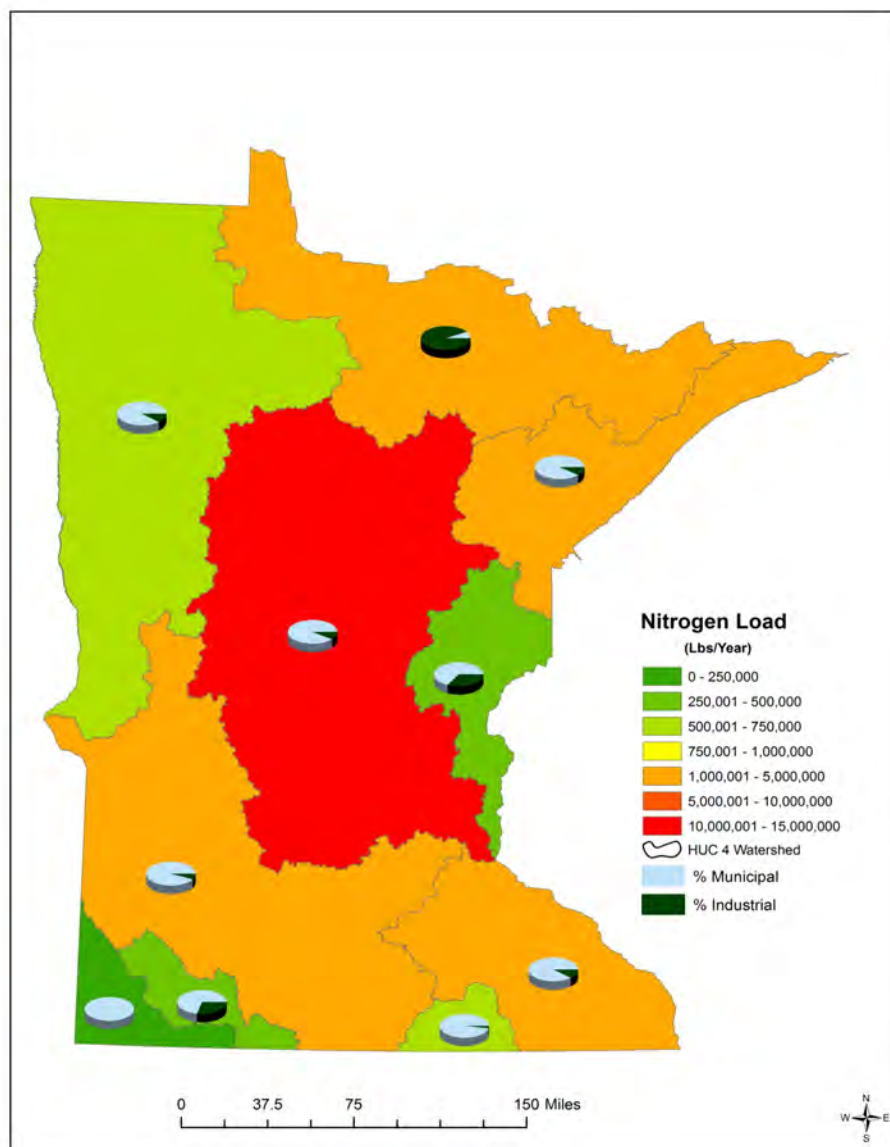 Nitrogen Load
(Lbs/Year)
0 - 250,000
250,001 - 500,000
500,001 - 750,000
750,001 - 1,000,000
1,000,001 - 5,000,000
5,000,001 - 10,000,000
10,000,001 - 15,000,000
HUC 4 Watershed
% Municipal
% Industrial
0 37.5 75 150 Miles
N
W E
S